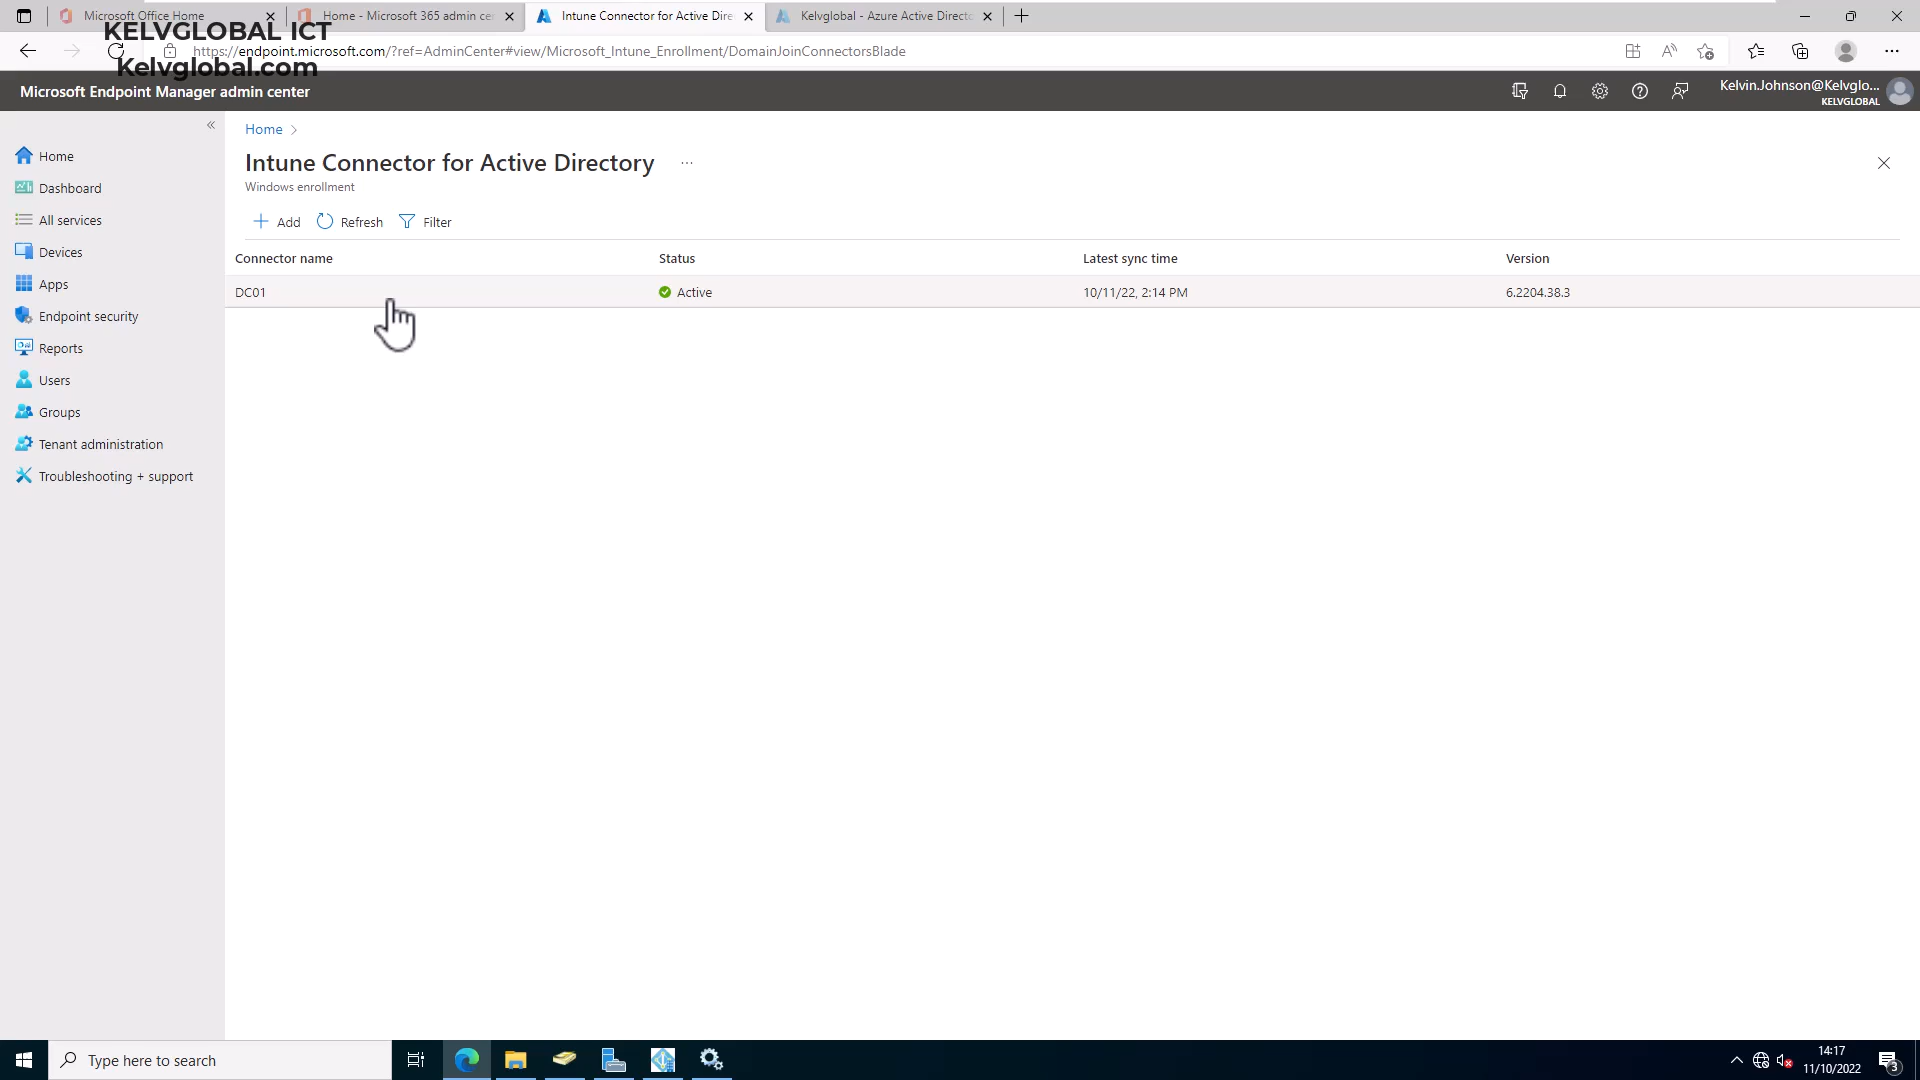 Microsoft Office Home
Home - Microsoft 365 admin cer
Intune Connector for Active Dire
Kelvglobal - Azure Active Directo
KELVGLOBAL ICT
Kelvglobal.com
https://endpoint.microsoft.com/?ref=AdminCenter#view/Microsoft_Intune_Enrollment/DomainJoinConnectorsBlade
Microsoft Endpoint Manager admin center
Kelvin.Johnson@Kelvglo...
KELVGLOBAL
Home
Dashboard
All services
Devices
Apps
Endpoint security
Reports
Users
Groups
Tenant administration
Troubleshooting + support
Home
Intune Connector for Active Directory ...
Windows enrollment
Add Refresh Filter
Connector name Status Latest sync time Version
DC01 Active 10/11/22, 2:14 PM 6.2204.38.3
Type here to search
14:17
11/10/2022
3